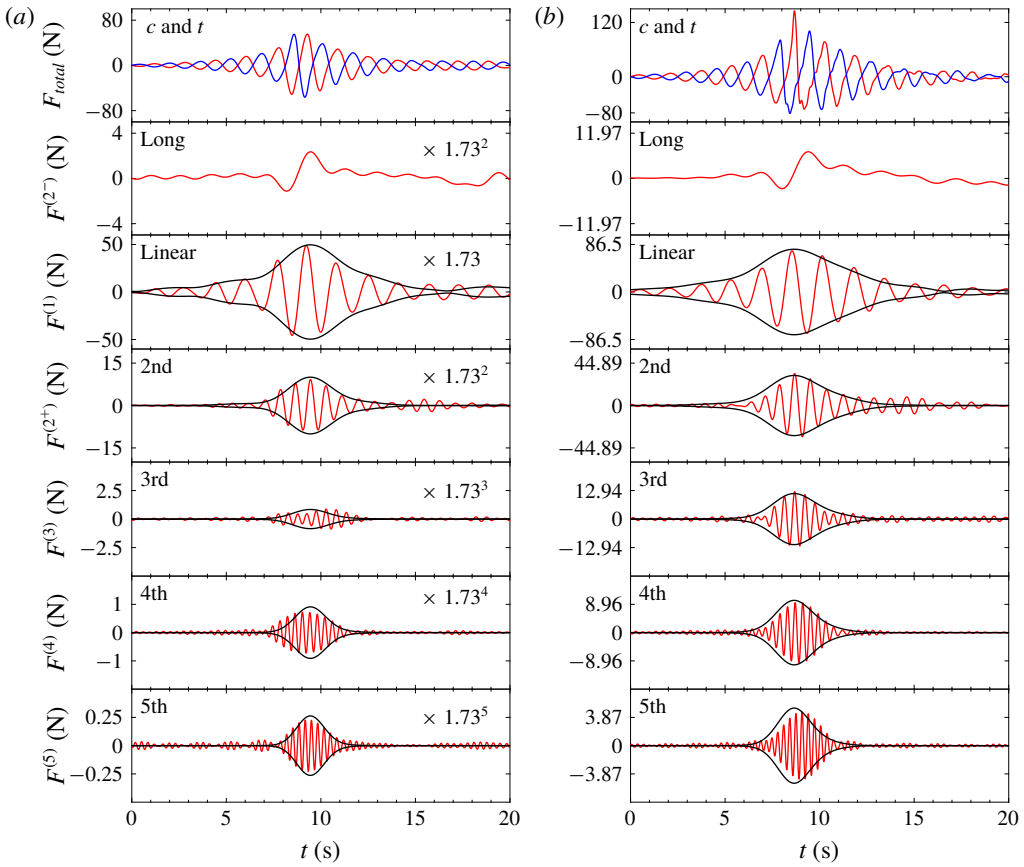 (a)
c and t
80
0
−80
F_total (N)
Long
× 1.73²
4
0
−4
F^(2⁻) (N)
Linear
× 1.73
50
0
−50
F^(1) (N)
2nd
× 1.73²
15
0
−15
F^(2⁺) (N)
3rd
× 1.73³
2.5
0
−2.5
F^(3) (N)
4th
× 1.73⁴
1
0
−1
F^(4) (N)
5th
× 1.73⁵
0.25
0
−0.25
F^(5) (N)
0 5 10 15 20
t (s)
(b)
c and t
120
0
−80
Long
11.97
0
−11.97
Linear
86.5
0
−86.5
2nd
44.89
0
−44.89
3rd
12.94
0
−12.94
4th
8.96
0
−8.96
5th
3.87
0
−3.87
0 5 10 15 20
t (s)